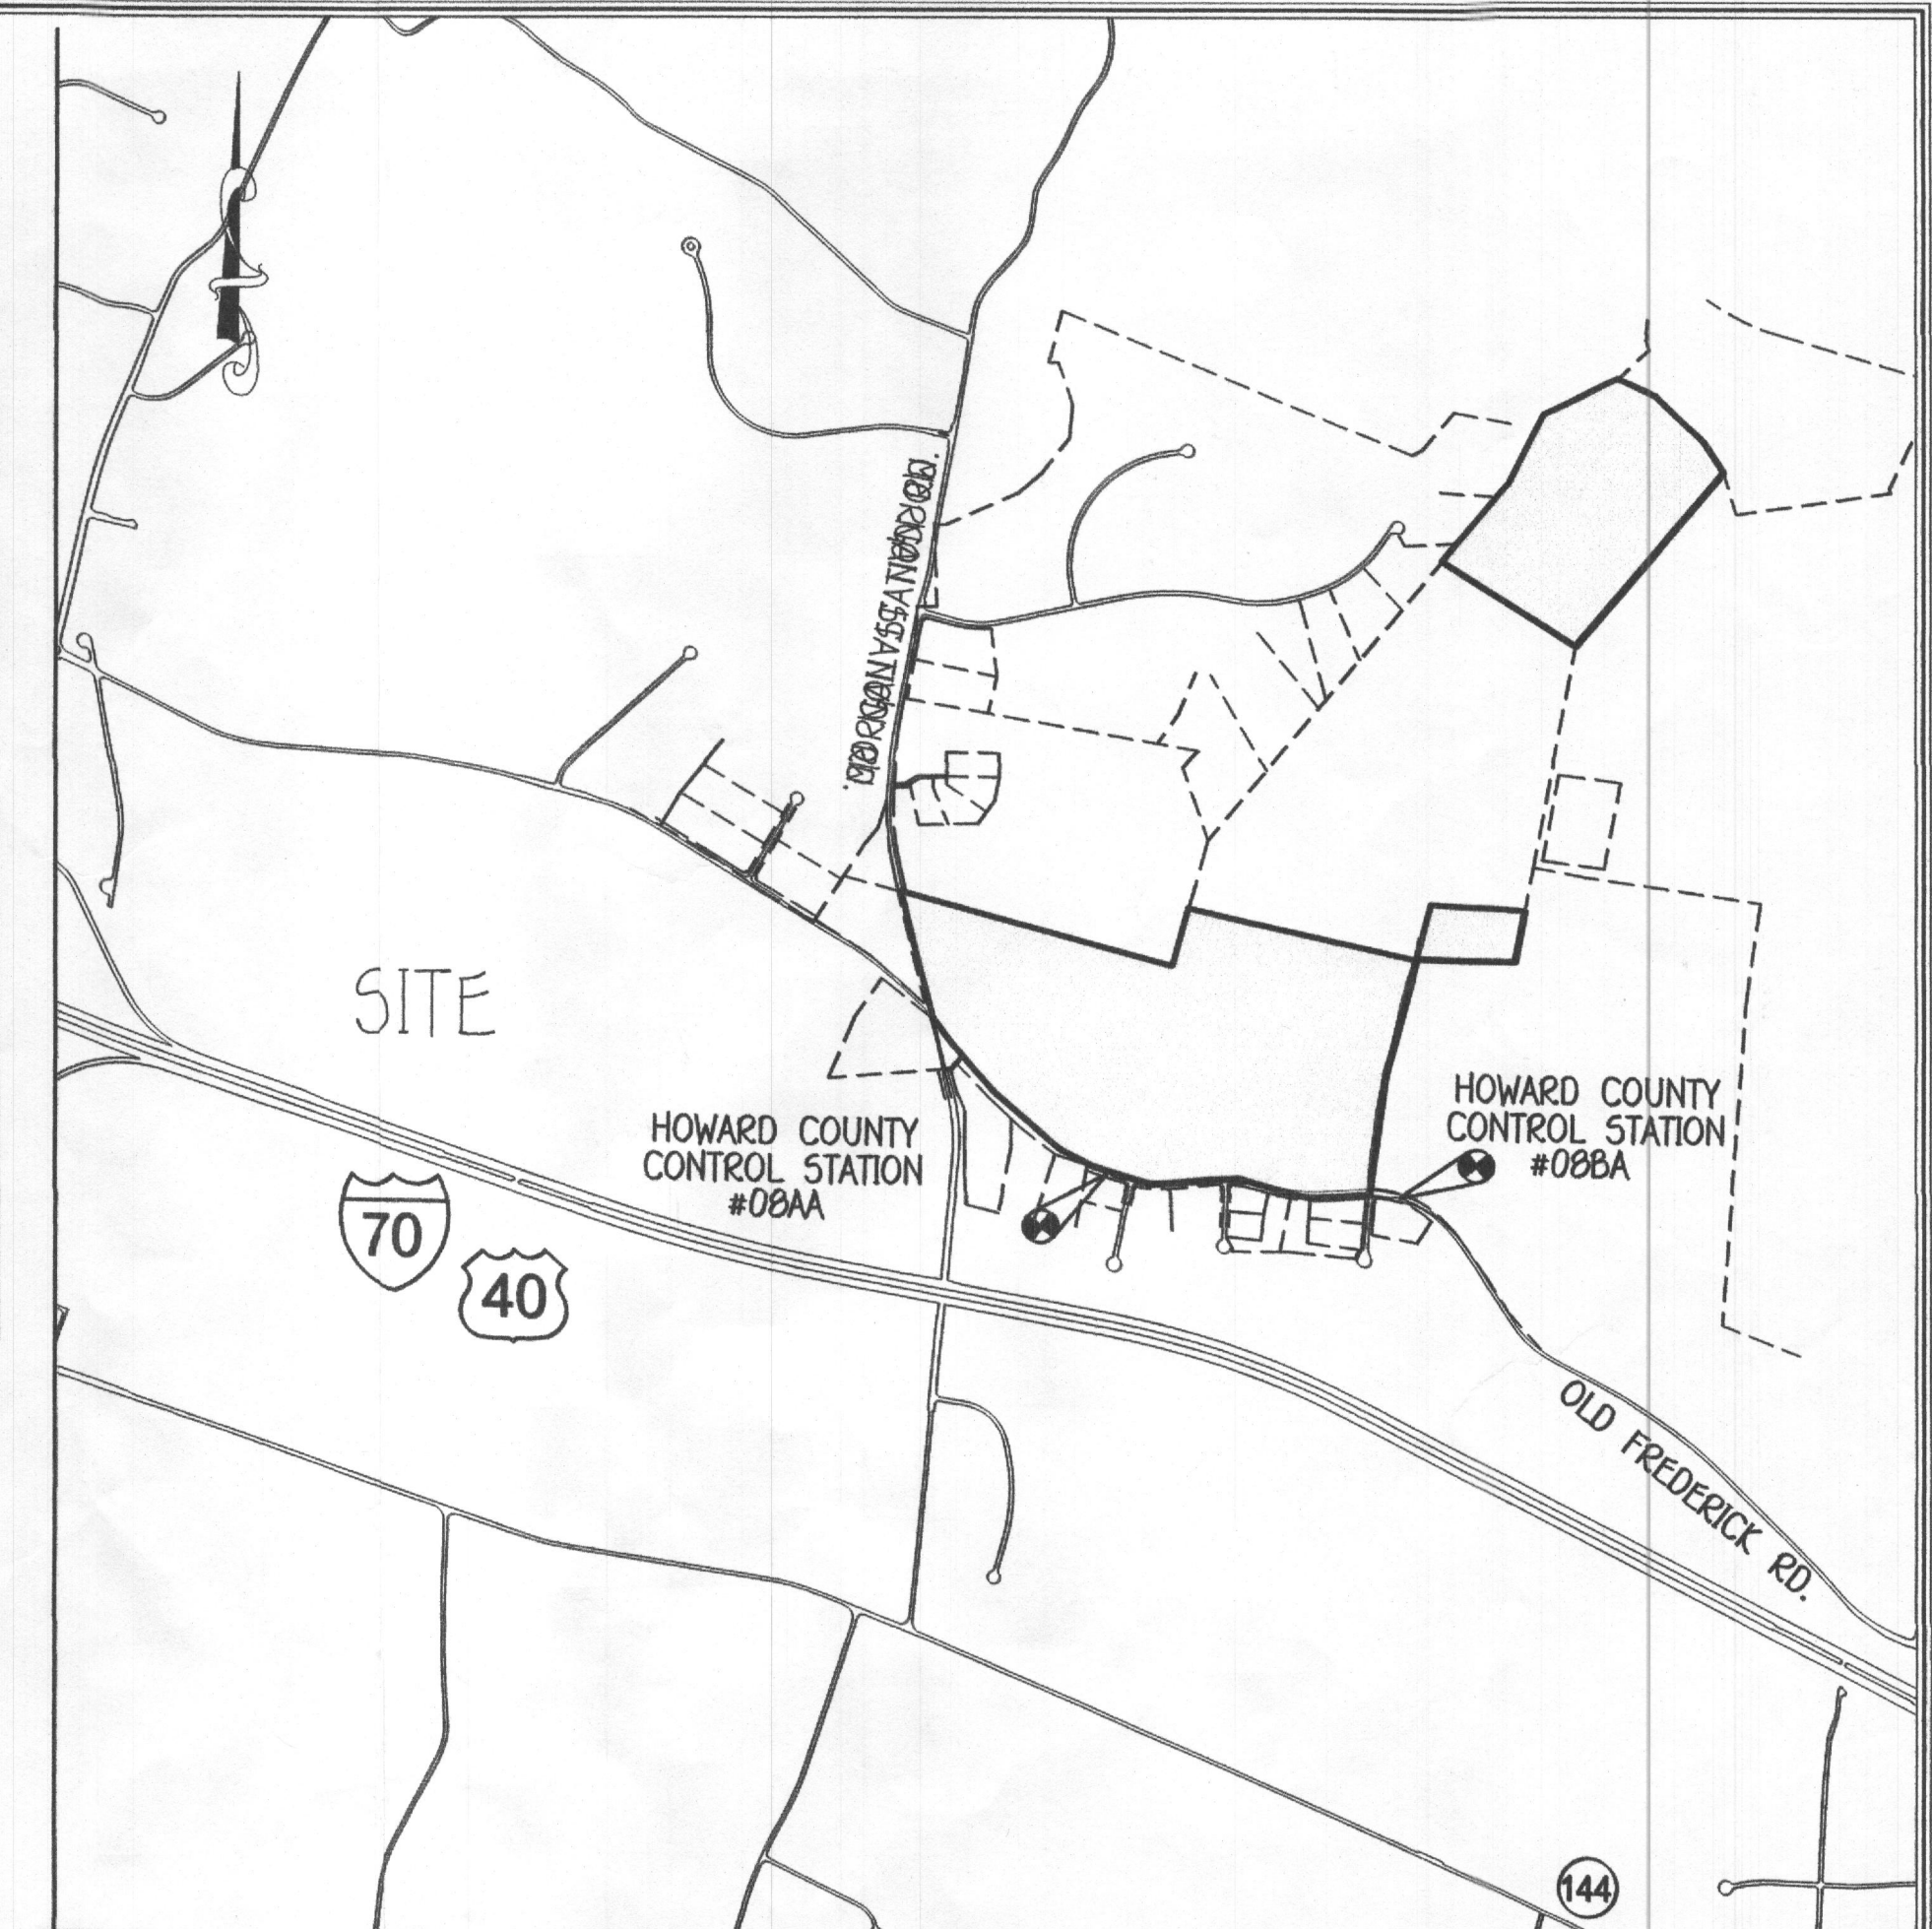 SITE
HOWARD COUNTY
CONTROL STATION
#08AA
HOWARD COUNTY
CONTROL STATION
#08BA
70
40
OLD FREDERICK RD.
144